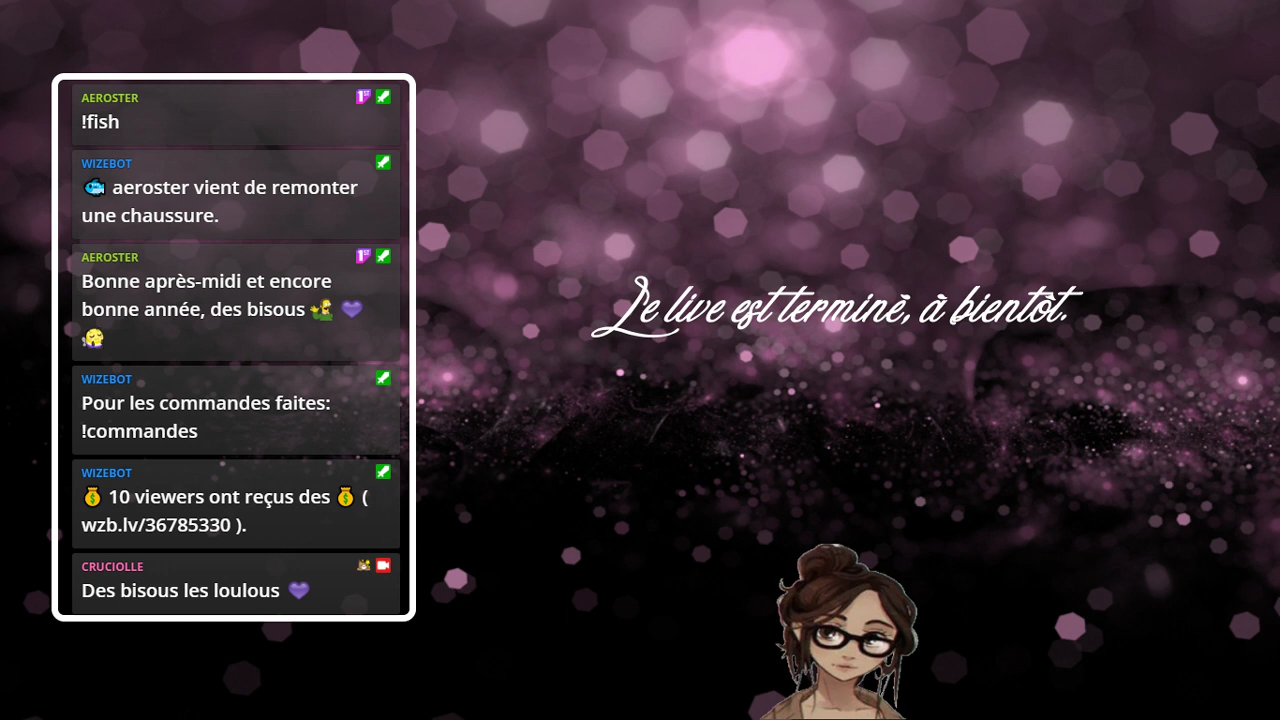 AEROSTER
!fish
WIZEBOT
aeroster vient de remonter
une chaussure.
AEROSTER
Bonne après-midi et encore
bonne année, des bisous
WIZEBOT
Pour les commandes faites:
!commandes
WIZEBOT
10 viewers ont reçus des (
wzb.lv/36785330 ).
CRUCIOLLE
Des bisous les loulous
Le live est terminé, à bientôt.